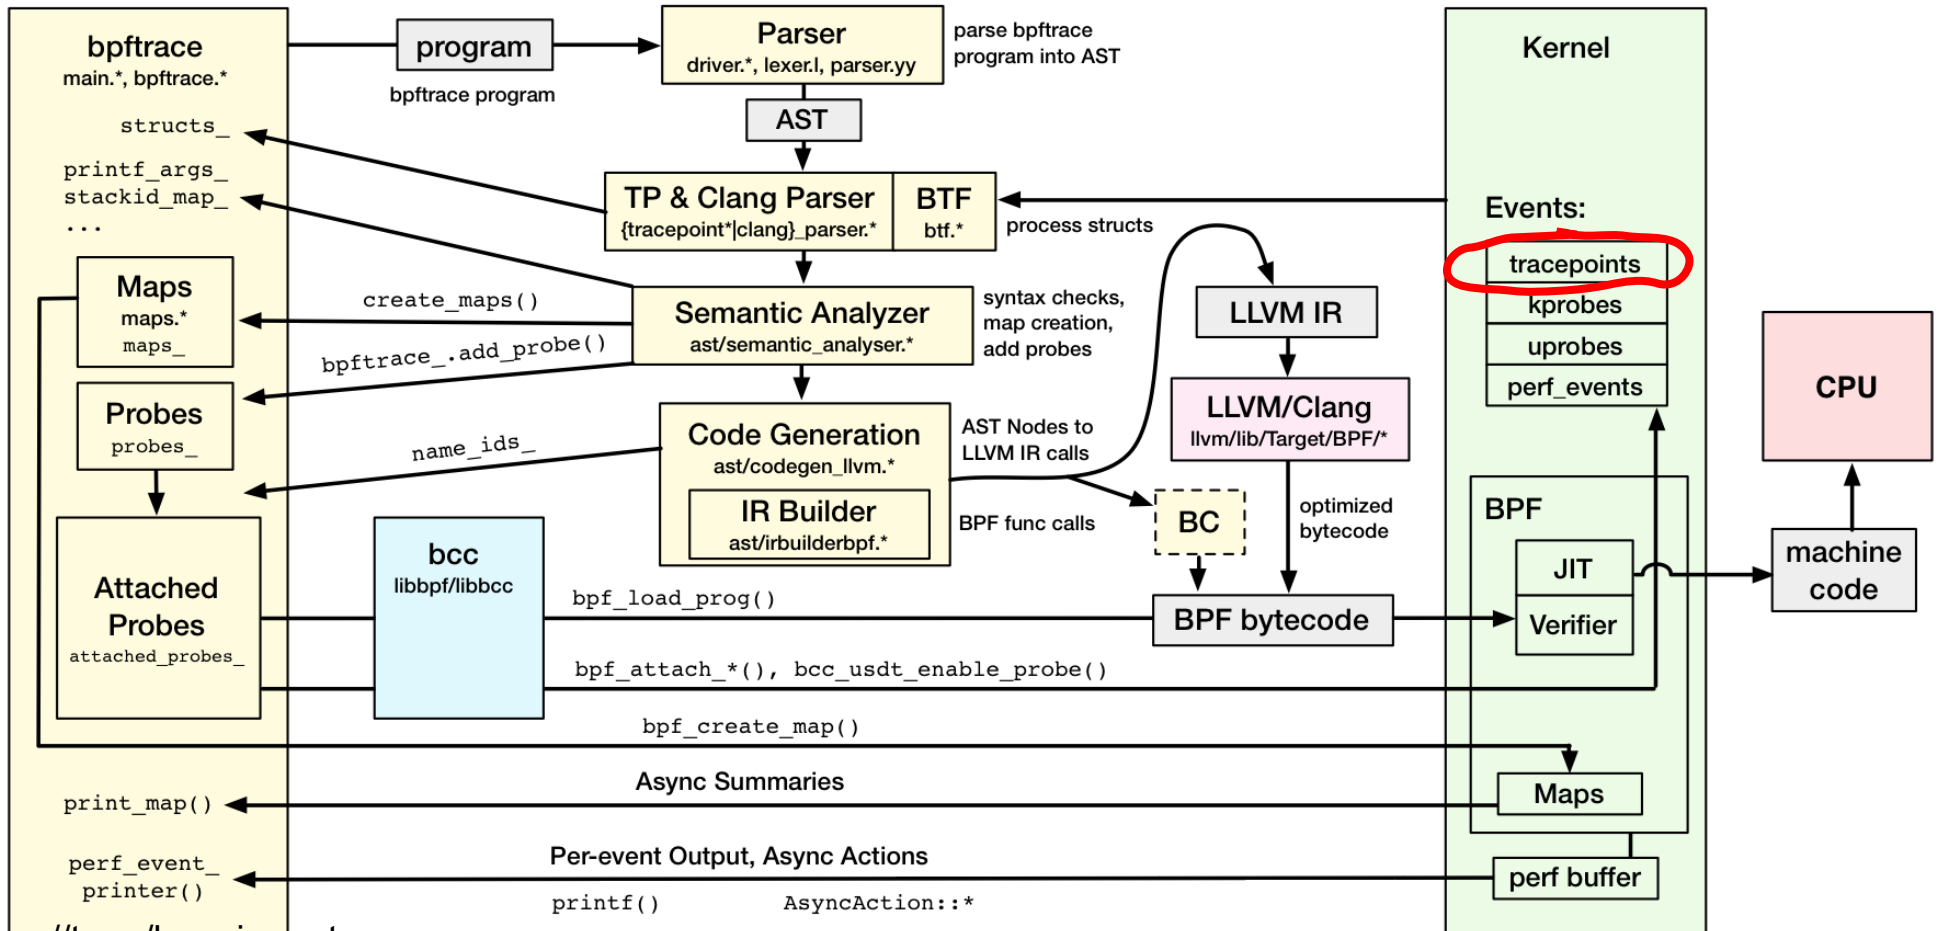 bpftrace
main.*, bpftrace.*
structs_
printf_args_
stackid_map_
...
Maps
maps.*
maps_
Probes
probes_
Attached
Probes
attached_probes_
print_map()
perf_event_
printer()
program
bpftrace program
Parser
driver.*, lexer.l, parser.yy
parse bpftrace
program into AST
AST
TP & Clang Parser
{tracepoint*|clang}_parser.*
BTF
btf.*
process structs
create_maps()
bpftrace_.add_probe()
Semantic Analyzer
ast/semantic_analyser.*
syntax checks,
map creation,
add probes
name_ids_
Code Generation
ast/codegen_llvm.*
IR Builder
ast/irbuilderbpf.*
AST Nodes to
LLVM IR calls
BPF func calls
LLVM IR
LLVM/Clang
llvm/lib/Target/BPF/*
BC
optimized
bytecode
BPF bytecode
bcc
libbpf/libbcc
bpf_load_prog()
bpf_attach_*(), bcc_usdt_enable_probe()
bpf_create_map()
Async Summaries
Per-event Output, Async Actions
printf() AsyncAction::*
Kernel
Events:
tracepoints
kprobes
uprobes
perf_events
BPF
JIT
Verifier
Maps
perf buffer
CPU
machine
code